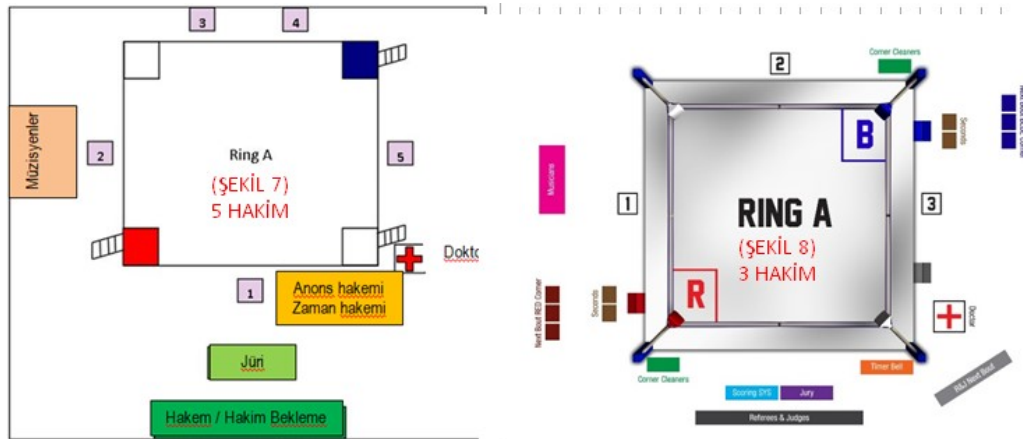 3
4
Müzisyenler
2
Ring A
(ŞEKİL 7)
5 HAKİM
5
1
Dokto
Anons hakemi
Zaman hakemi
Jüri
Hakem / Hakim Bekleme
2
Corner Cleaners
B
Seconds
Musicians
1
RING A
(ŞEKİL 8)
3 HAKİM
3
R
Next Bout RED Corner
Seconds
Doctor
Corner Cleaners
Timer Bell
R&J Next Bout
Scoring SYS
Jury
Referees & Judges